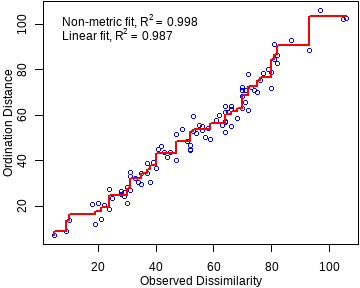 Non-metric fit, R² = 0.998
Linear fit, R² = 0.987
Ordination Distance
100
80
60
40
20
20 40 60 80 100
Observed Dissimilarity